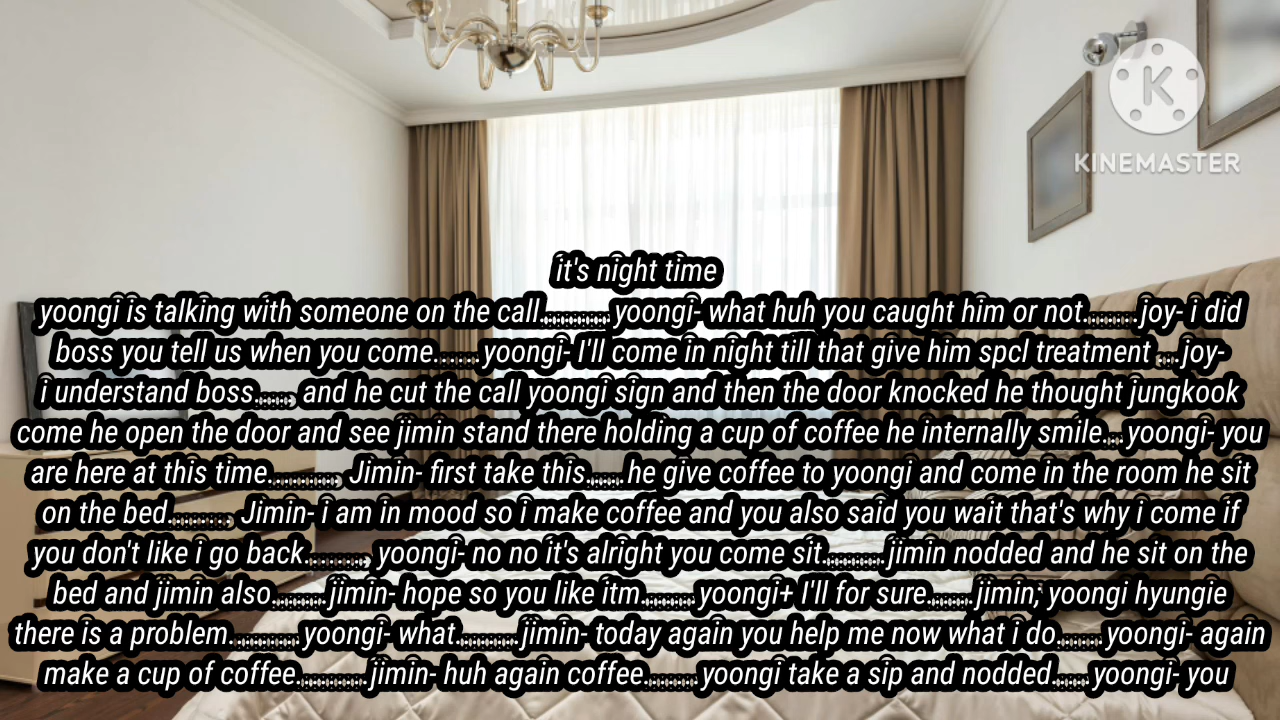 KINEMASTER
it's night time
yoongi is talking with someone on the call............. yoongi- what huh you caught him or not..........joy- i did
boss you tell us when you come........yoongi- I'll come in night till that give him spcl treatment ....joy-
i understand boss......., and he cut the call yoongi sign and then the door knocked he thought jungkook
come he open the door and see jimin stand there holding a cup of coffee he internally smile....yoongi- you
are here at this time............, Jimin- first take this.......he give coffee to yoongi and come in the room he sit
on the bed..........., Jimin- i am in mood so i make coffee and you also said you wait that's why i come if
you don't like i go back..........., yoongi- no no it's alright you come sit...........jimin nodded and he sit on the
bed and jimin also..........jimin- hope so you like itm..........yoongi+ I'll for sure........jimin; yoongi hyungie
there is a problem............ yoongi- what...........jimin- today again you help me now what i do........ yoongi- again
make a cup of coffee............jimin- huh again coffee..........yoongi take a sip and nodded.......yoongi- you